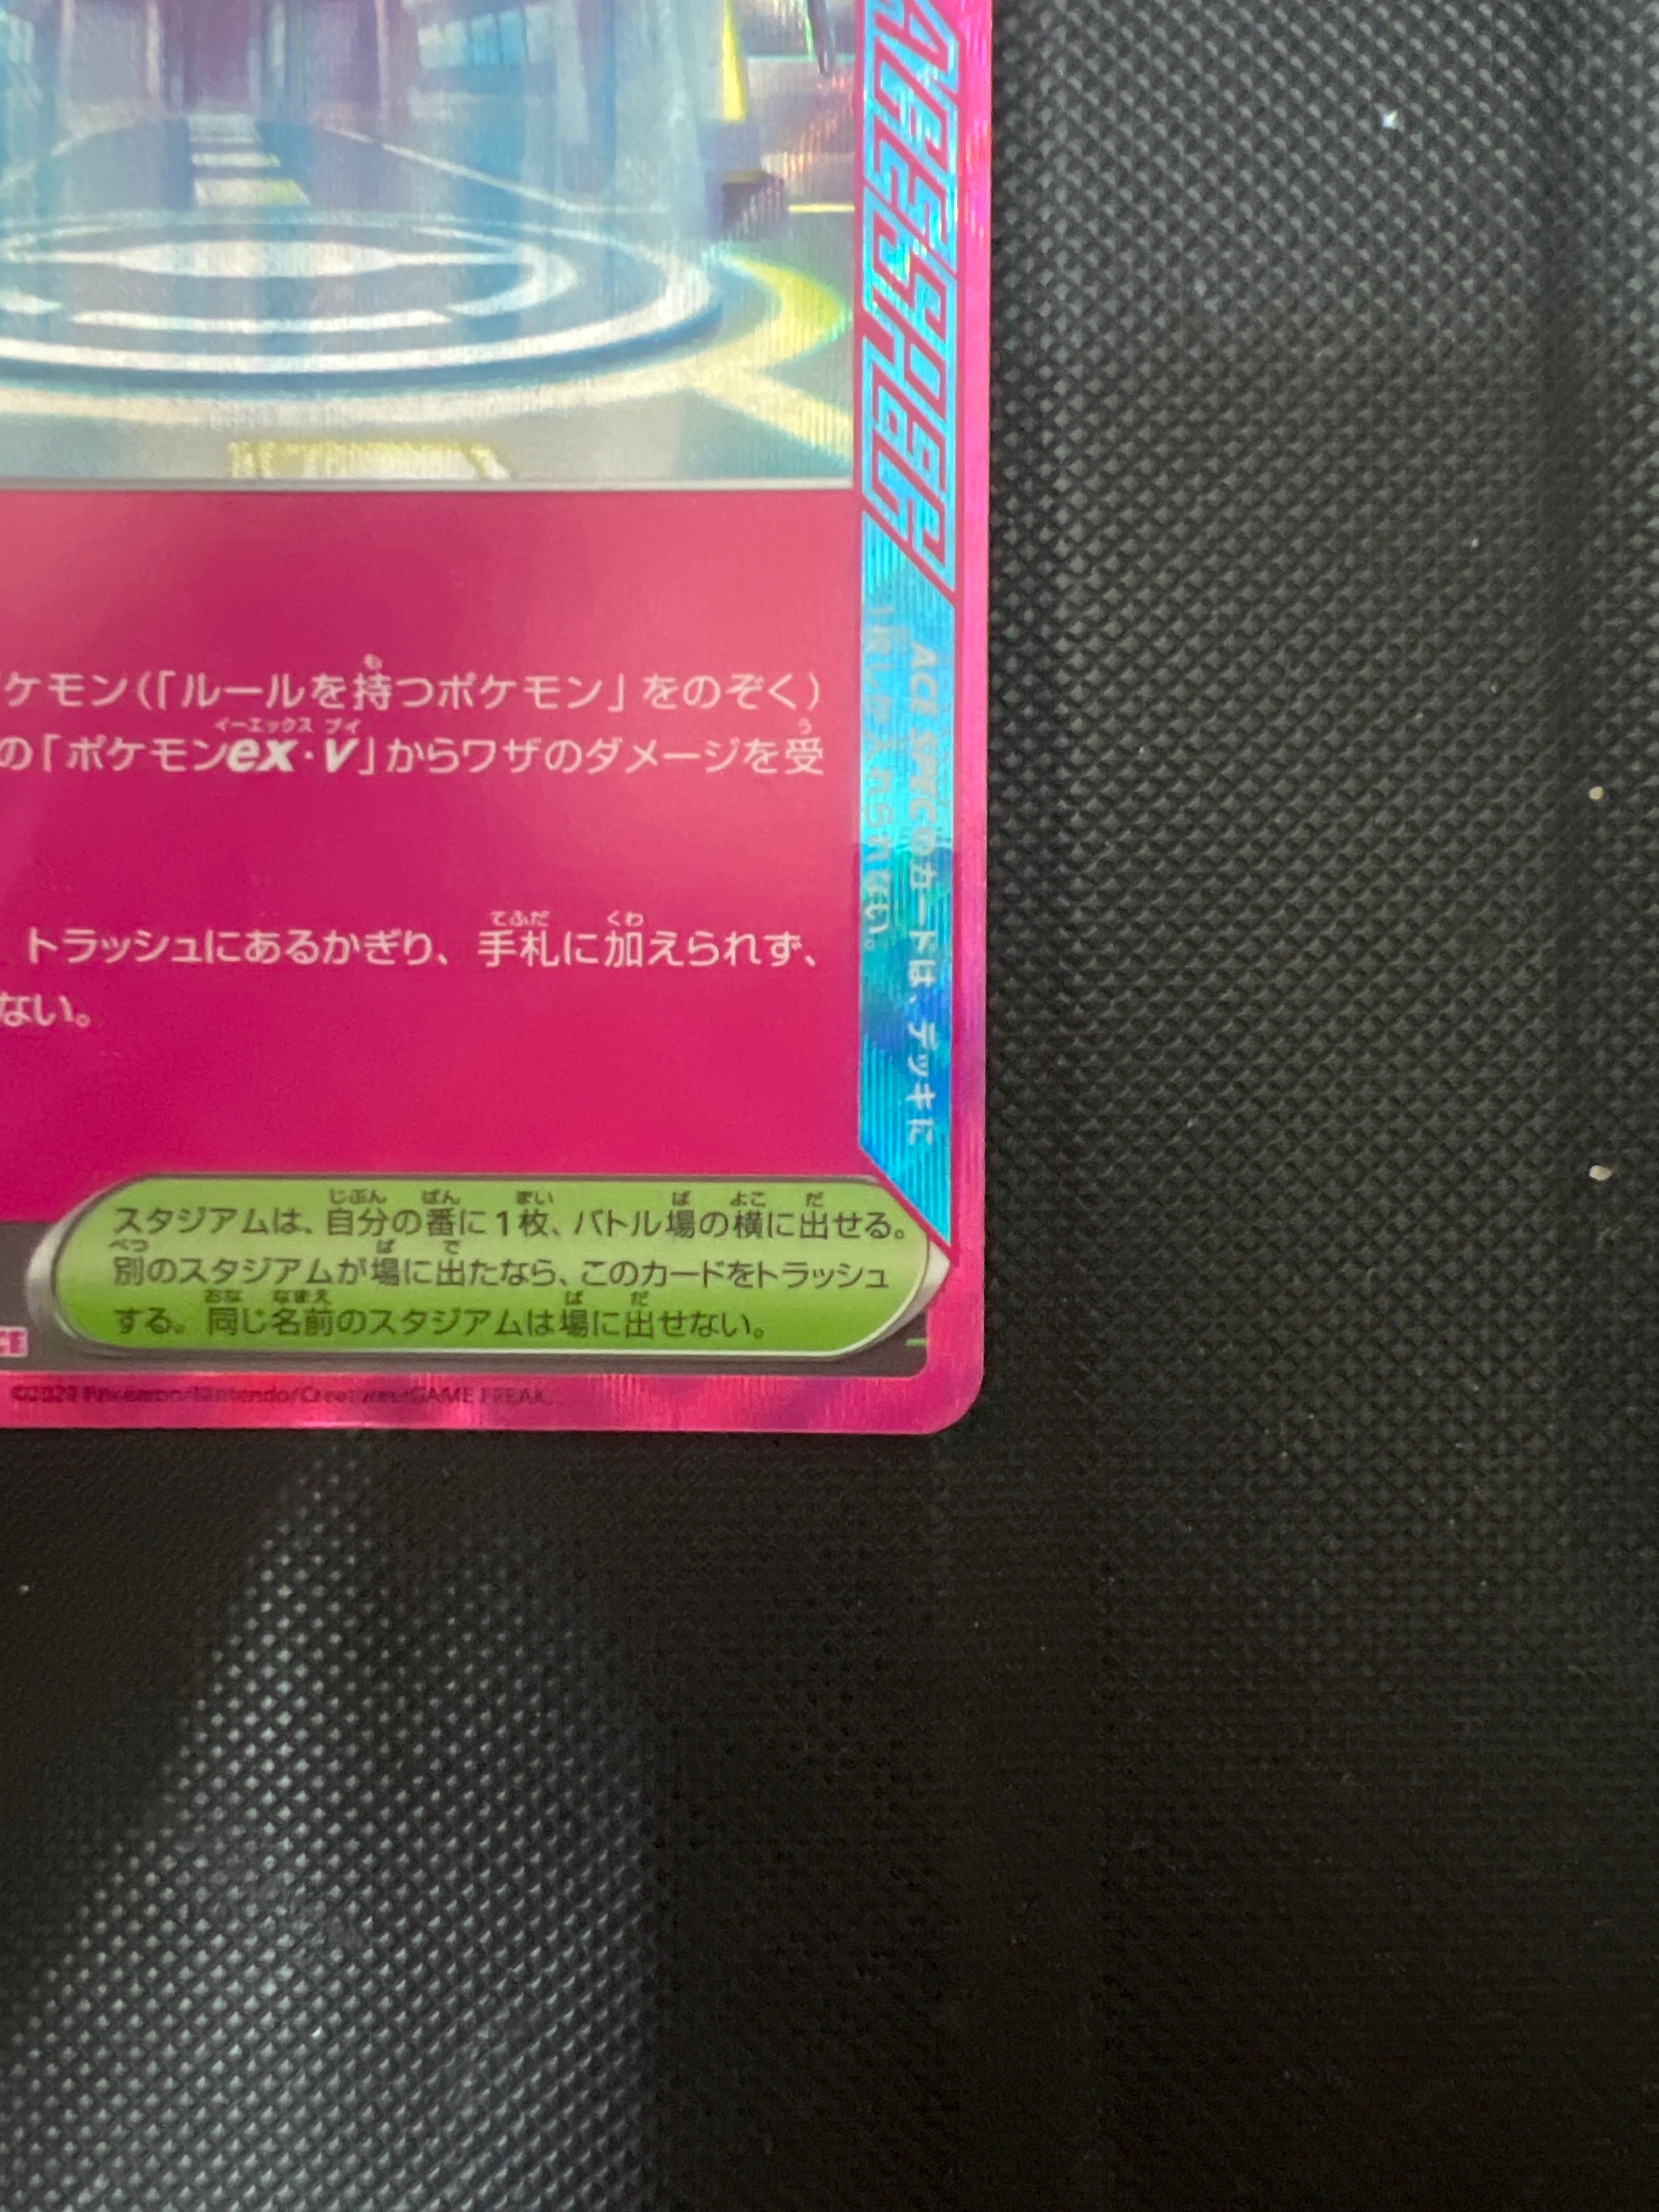 ACE SPEC
ケモン(「ルールを持つポケモン」をのぞく)
の「ポケモンex・V」からワザのダメージを受
トラッシュにあるかぎり、手札に加えられず、
ない。
ACE SPECのカードは、デッキに
1枚しか入れられない。
スタジアムは、自分の番に1枚、バトル場の横に出せる。
別のスタジアムが場に出たなら、このカードをトラッシュ
する。同じ名前のスタジアムは場に出せない。
CE
Pokémon/Nintendo/Creatures/GAME FREAK.